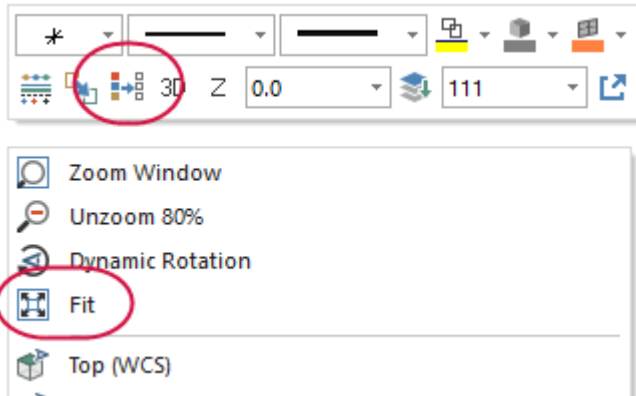 3D Z 0.0 111
Zoom Window
Unzoom 80%
Dynamic Rotation
Fit
Top (WCS)